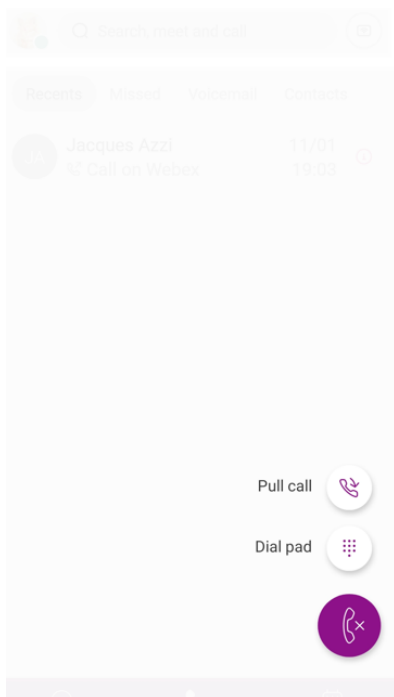 Search, meet and call
Recents Missed Voicemail Contacts
JA Jacques Azzi 11/01
Call on Webex 19:03
Pull call
Dial pad